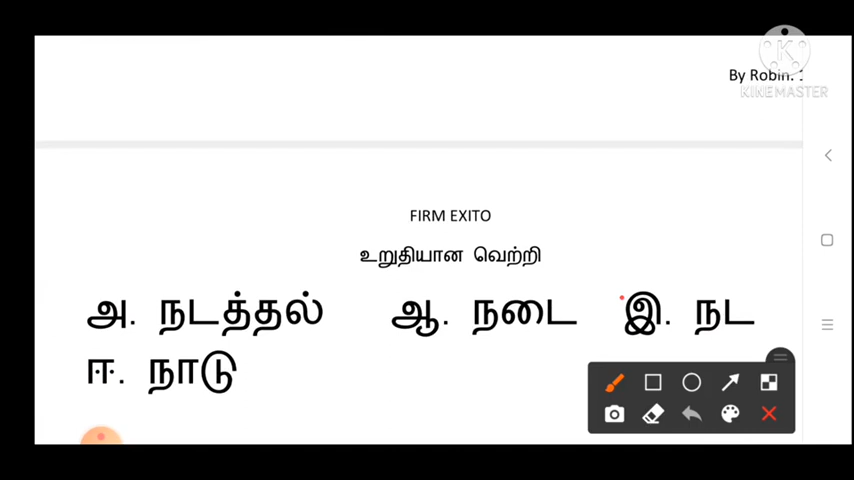 By Robin.
KINEMASTER
FIRM EXITO
உறுதியான வெற்றி
அ. நடத்தல் ஆ. நடை இ. நட
ஈ. நாடு